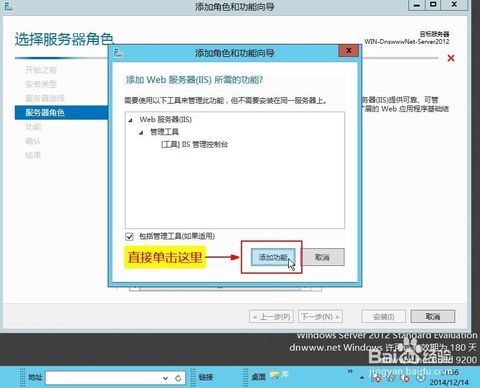 添加角色和功能向导
选择服务器角色
目标服务器
WIN-DnswwwNet-Server2012
开始之前
安装类型
服务器选择
服务器角色
功能
确认
结果
添加角色和功能向导
添加 Web 服务器(IIS) 所需的功能?
需要使用以下工具来管理此功能，但不需要安装在同一服务器上。
Web 服务器(IIS)
管理工具
[工具] IIS 管理控制台
包括管理工具(如果适用)
直接单击这里
添加功能
取消
器(IIS)提供可靠、可管
展的 Web 应用程序基础结
< 上一步(P)
下一步(N) >
安装(I)
取消
Windows Server 2012 Standard Evaluation
dnwww.net Windows 许可证有效期为 180 天
9200
Baidu 经验
jingyan.baidu.com
地址
链接
桌面
库
2014/12/14